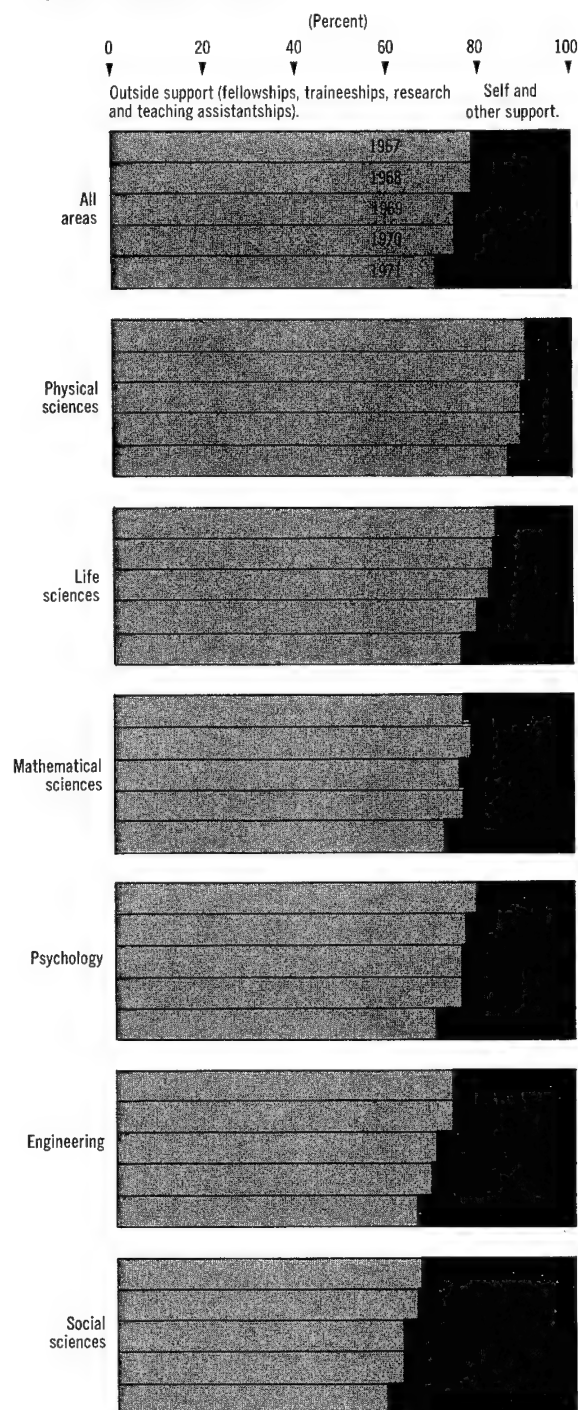 (Percent)
0 20 40 60 80 100
Outside support (fellowships, traineeships, research
and teaching assistantships).
Self and
other support.
All
areas
1967
1968
1969
1970
1971
Physical
sciences
Life
sciences
Mathematical
sciences
Psychology
Engineering
Social
sciences